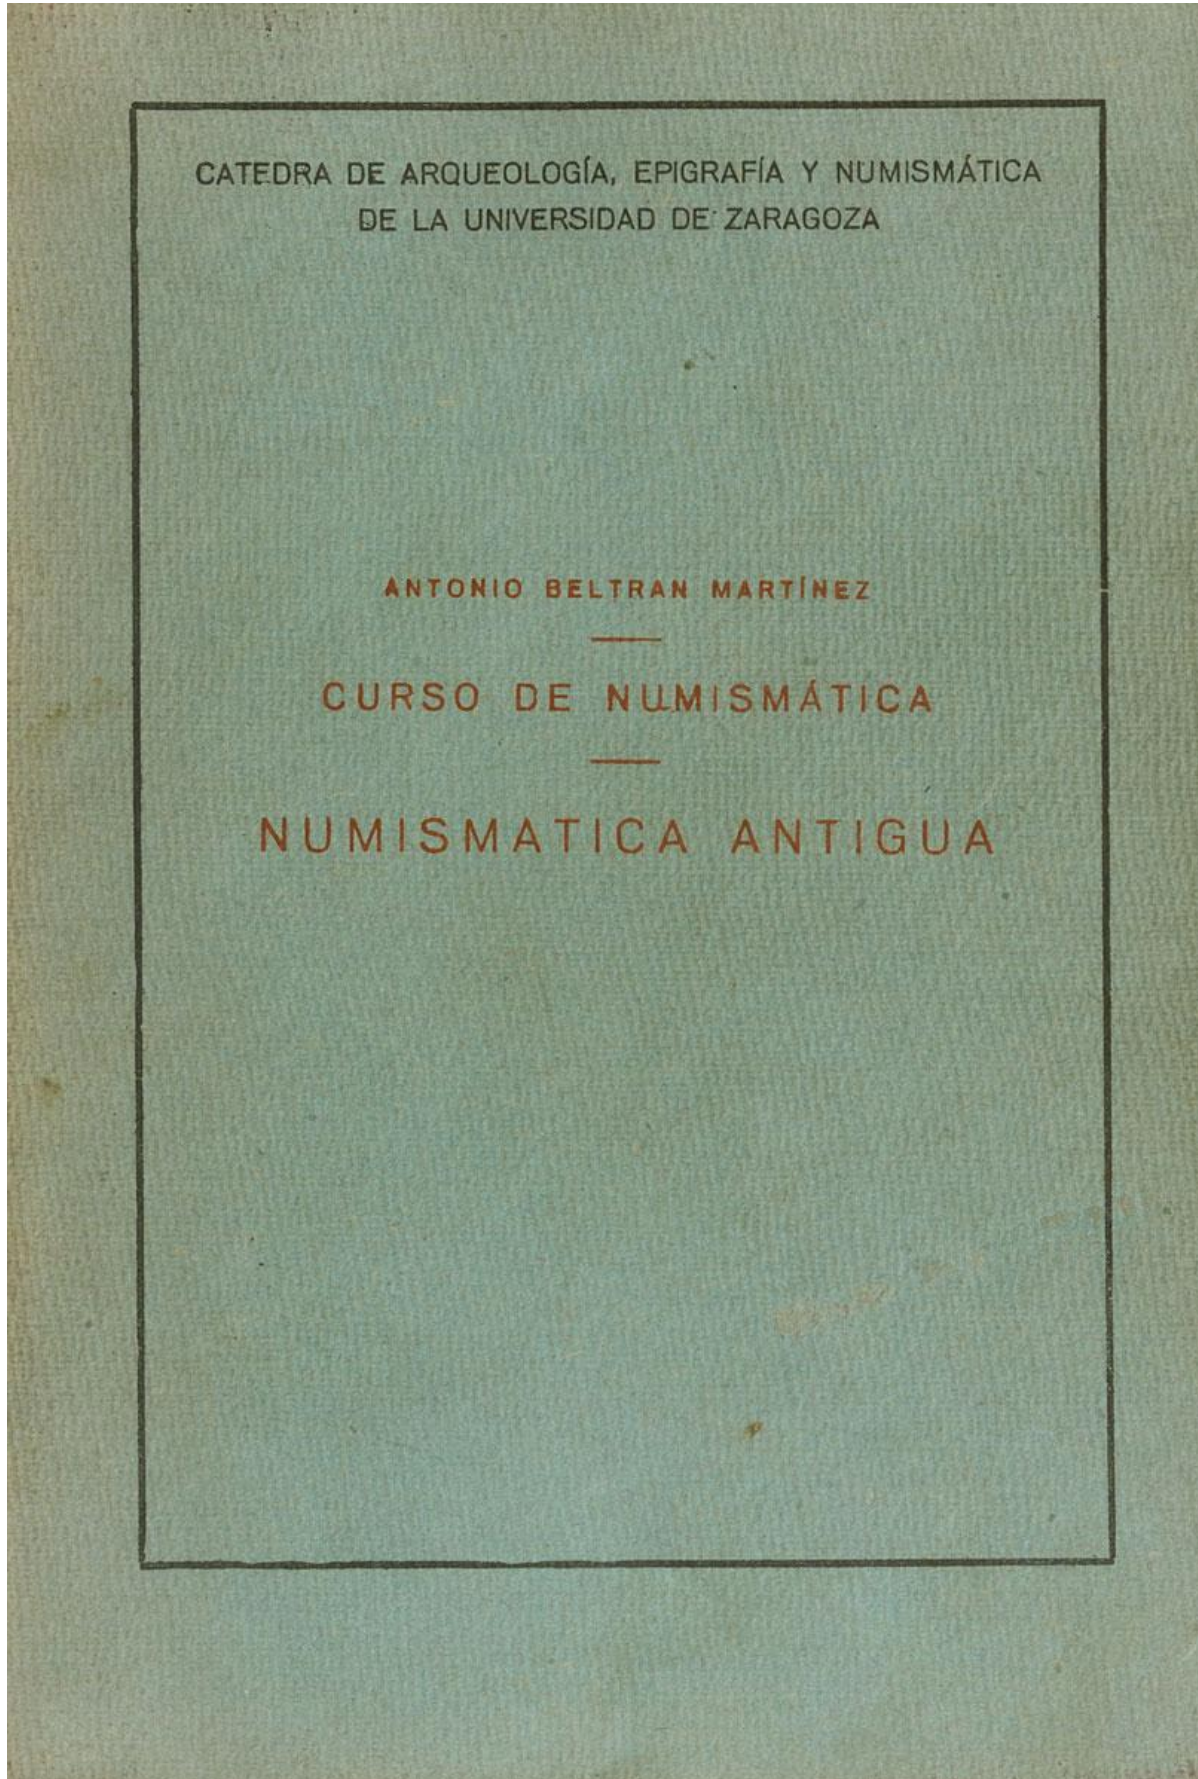 CATEDRA DE ARQUEOLOGÍA, EPIGRAFÍA Y NUMISMÁTICA
DE LA UNIVERSIDAD DE ZARAGOZA
ANTONIO BELTRAN MARTÍNEZ
CURSO DE NUMISMÁTICA
NUMISMATICA ANTIGUA